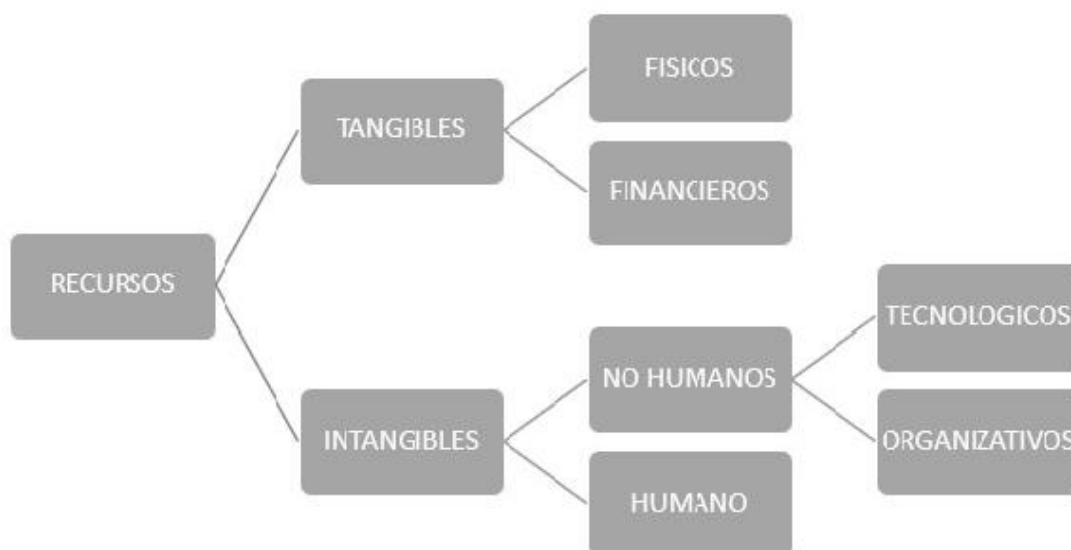 FISICOS
TANGIBLES
FINANCIEROS
RECURSOS
TECNOLOGICOS
NO HUMANOS
INTANGIBLES
ORGANIZATIVOS
HUMANO